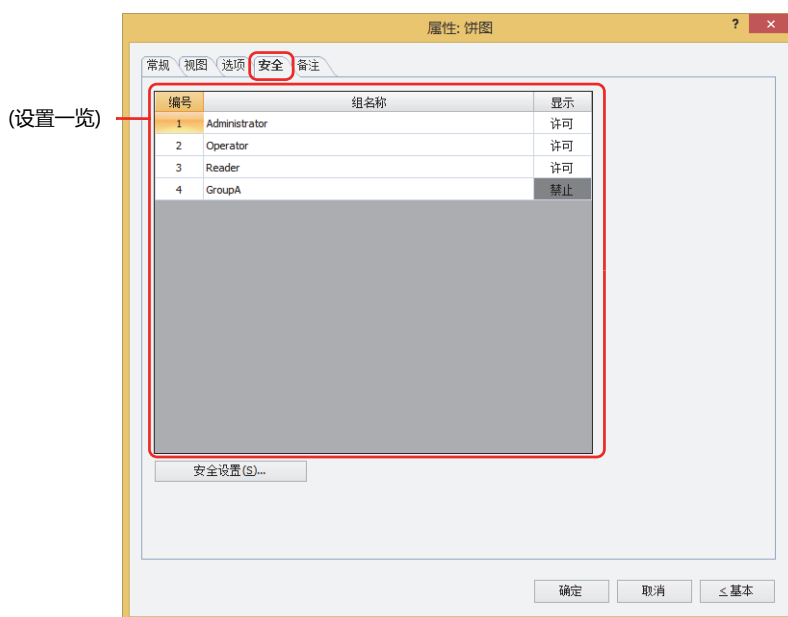 属性: 饼图
? ×
常规 视图 选项 安全 备注
(设置一览)
编号 组名称 显示
1 Administrator 许可
2 Operator 许可
3 Reader 许可
4 GroupA 禁止
安全设置(S)...
确定 取消 ≤基本